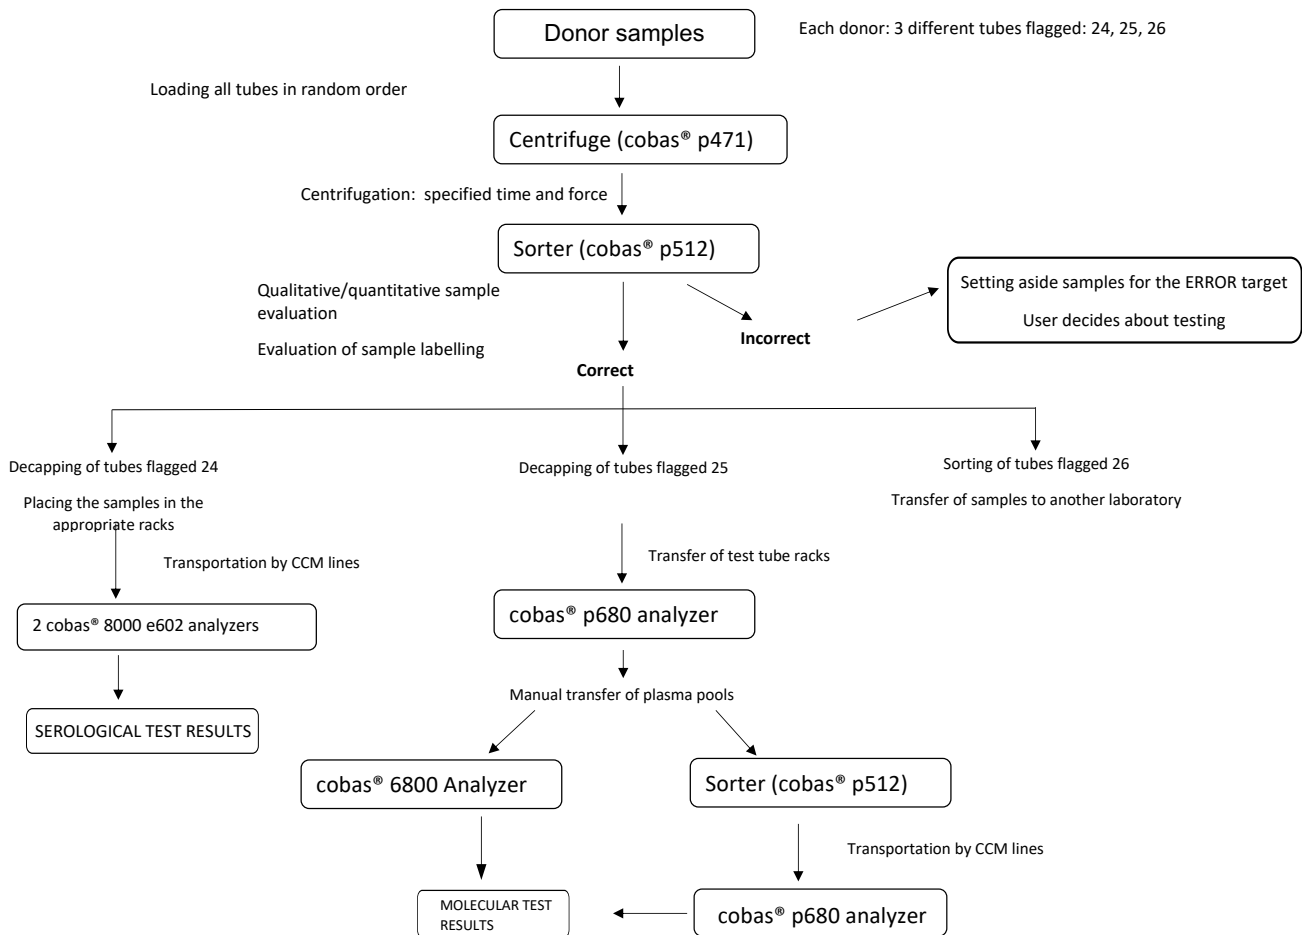 Donor samples
Each donor: 3 different tubes flagged: 24, 25, 26
Loading all tubes in random order
Centrifuge (cobas® p471)
Centrifugation: specified time and force
Sorter (cobas® p512)
Qualitative/quantitative sample
evaluation
Evaluation of sample labelling
Incorrect
Setting aside samples for the ERROR target
User decides about testing
Correct
Decapping of tubes flagged 24
Placing the samples in the
appropriate racks
Decapping of tubes flagged 25
Sorting of tubes flagged 26
Transfer of samples to another laboratory
Transportation by CCM lines
Transfer of test tube racks
2 cobas® 8000 e602 analyzers
cobas® p680 analyzer
SEROLOGICAL TEST RESULTS
Manual transfer of plasma pools
cobas® 6800 Analyzer
Sorter (cobas® p512)
Transportation by CCM lines
MOLECULAR TEST
RESULTS
cobas® p680 analyzer